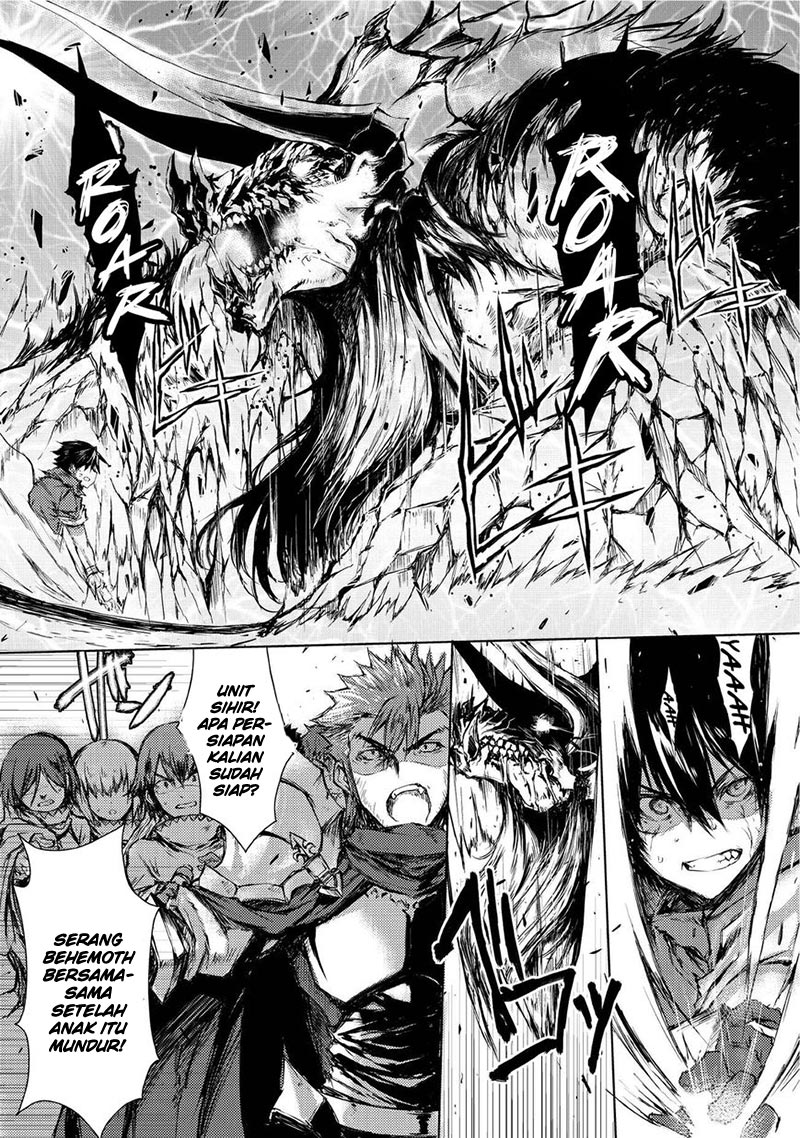 ROAR
ROAR
YAAAH
AAH
UNIT
SIHIR!
APA PER-
SIAPAN
KALIAN
SUDAH
SIAP?
SERANG
BEHEMOTH
BERSAMA-
SAMA
SETELAH
ANAK ITU
MUNDUR!